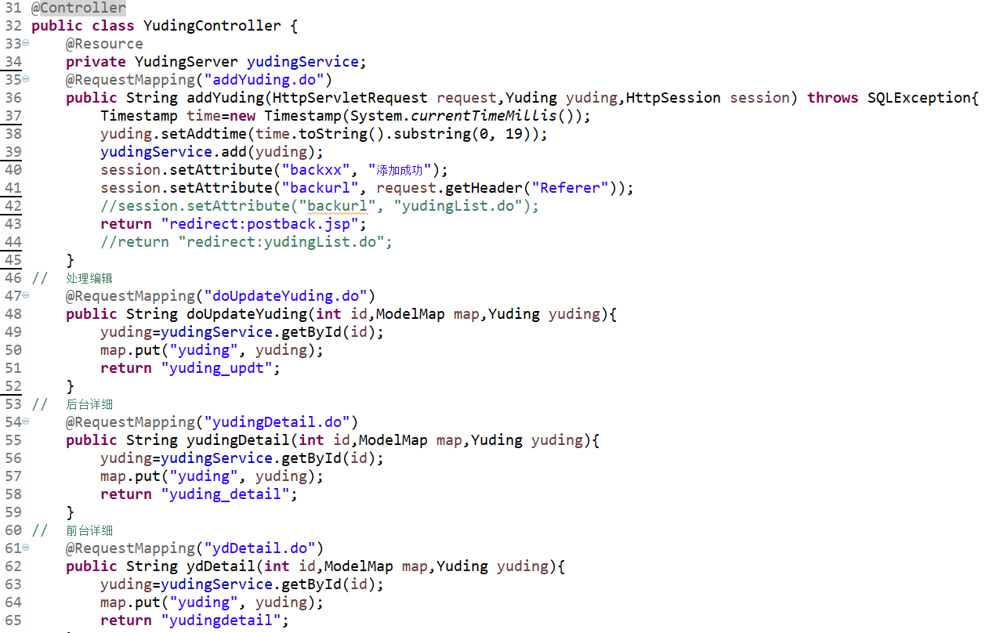 31 @Controller
32 public class YudingController {
33 @Resource
34 private YudingServer yudingService;
35 @RequestMapping("addYuding.do")
36 public String addYuding(HttpServletRequest request,Yuding yuding,HttpSession session) throws SQLException{
37 Timestamp time=new Timestamp(System.currentTimeMillis());
38 yuding.setAddtime(time.toString().substring(0, 19));
39 yudingService.add(yuding);
40 session.setAttribute("backxx", "添加成功");
41 session.setAttribute("backurl", request.getHeader("Referer"));
42 //session.setAttribute("backurl", "yudingList.do");
43 return "redirect:postback.jsp";
44 //return "redirect:yudingList.do";
45 }
46 // 处理编辑
47 @RequestMapping("doUpdateYuding.do")
48 public String doUpdateYuding(int id,ModelMap map,Yuding yuding){
49 yuding=yudingService.getById(id);
50 map.put("yuding", yuding);
51 return "yuding_updt";
52 }
53 // 后台详细
54 @RequestMapping("yudingDetail.do")
55 public String yudingDetail(int id,ModelMap map,Yuding yuding){
56 yuding=yudingService.getById(id);
57 map.put("yuding", yuding);
58 return "yuding_detail";
59 }
60 // 前台详细
61 @RequestMapping("ydDetail.do")
62 public String ydDetail(int id,ModelMap map,Yuding yuding){
63 yuding=yudingService.getById(id);
64 map.put("yuding", yuding);
65 return "yudingdetail";